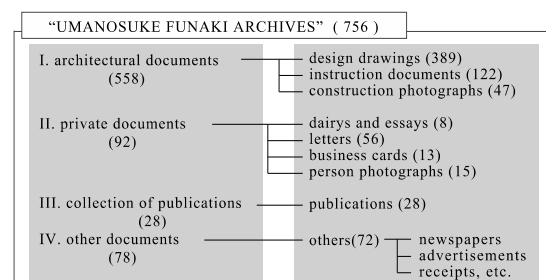 “UMANOSUKE FUNAKI ARCHIVES” ( 756 )
I. architectural documents
(558)
design drawings (389)
instruction documents (122)
construction photographs (47)
II. private documents
(92)
dairys and essays (8)
letters (56)
business cards (13)
person photographs (15)
III. collection of publications
(28)
publications (28)
IV. other documents
(78)
others(72)
newspapers
advertisements
receipts, etc.